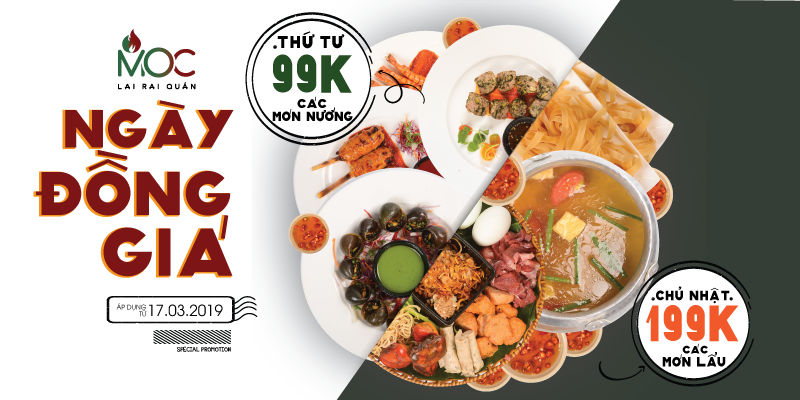 MOC
LAI RAI QUÁN
NGÀY
ĐỒNG
GIÁ
ÁP DỤNG
TỪ 17.03.2019
SPECIAL PROMOTION
.THỨ TƯ
99K
CÁC
MÓN NƯỚNG
.CHỦ NHẬT.
199K
CÁC
MÓN LẨU